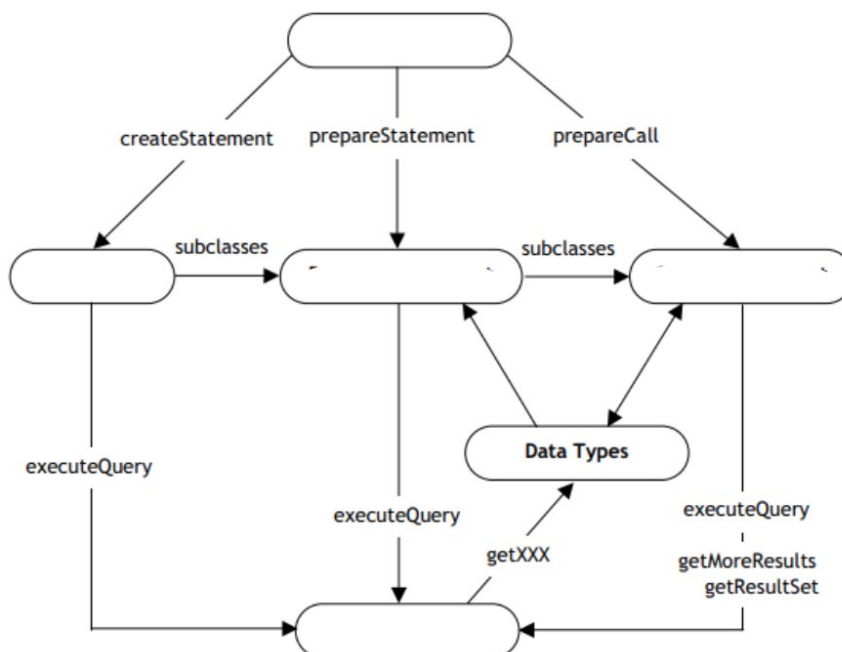 createStatement
prepareStatement
prepareCall
subclasses
subclasses
Data Types
executeQuery
executeQuery
executeQuery
getXXX
getMoreResults
getResultSet